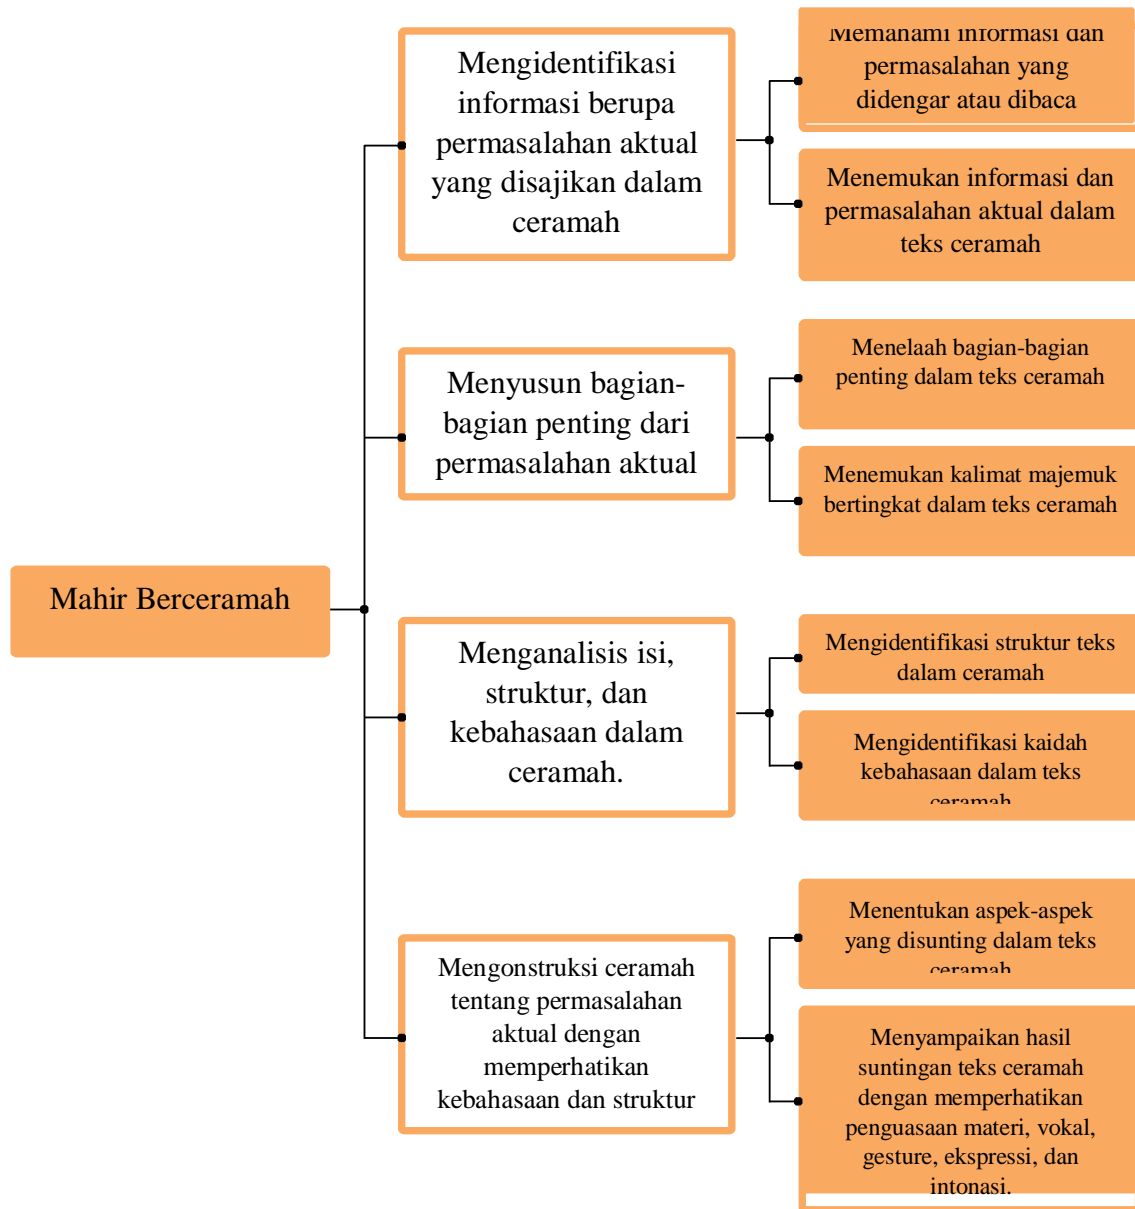 Mahir Berceramah
Mengidentifikasi
informasi berupa
permasalahan aktual
yang disajikan dalam
ceramah
Memahami informasi dan
permasalahan yang
didengar atau dibaca
Menemukan informasi dan
permasalahan aktual dalam
teks ceramah
Menyusun bagian-
bagian penting dari
permasalahan aktual
Menelaah bagian-bagian
penting dalam teks ceramah
Menemukan kalimat majemuk
bertingkat dalam teks ceramah
Menganalisis isi,
struktur, dan
kebahasaan dalam
ceramah.
Mengidentifikasi struktur teks
dalam ceramah
Mengidentifikasi kaidah
kebahasaan dalam teks
ceramah
Mengonstruksi ceramah
tentang permasalahan
aktual dengan
memperhatikan
kebahasaan dan struktur
Menentukan aspek-aspek
yang disunting dalam teks
ceramah
Menyampaikan hasil
suntingan teks ceramah
dengan memperhatikan
penguasaan materi, vokal,
gesture, ekspressi, dan
intonasi.